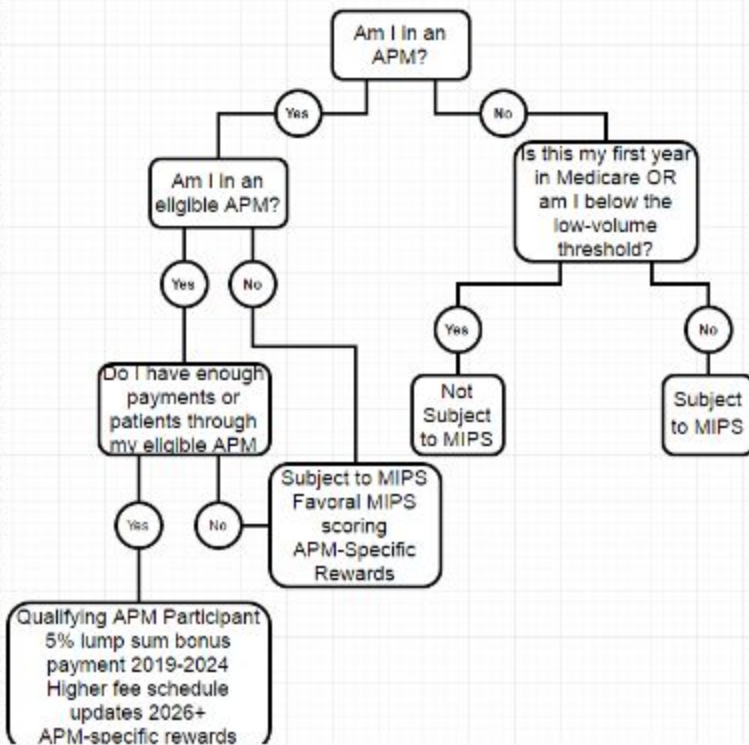 Am I in an
APM?
Yes
No
Am I in an
eligible APM?
Is this my first year
in Medicare OR
am I below the
low-volume
threshold?
Yes
No
Yes
No
Do I have enough
payments or
patients through
my eligible APM
Not
Subject
to MIPS
Subject
to MIPS
Yes
No
Subject to MIPS
Favoral MIPS
scoring
APM-Specific
Rewards
Qualifying APM Participant
5% lump sum bonus
payment 2019-2024
Higher fee schedule
updates 2026+
APM-specific rewards